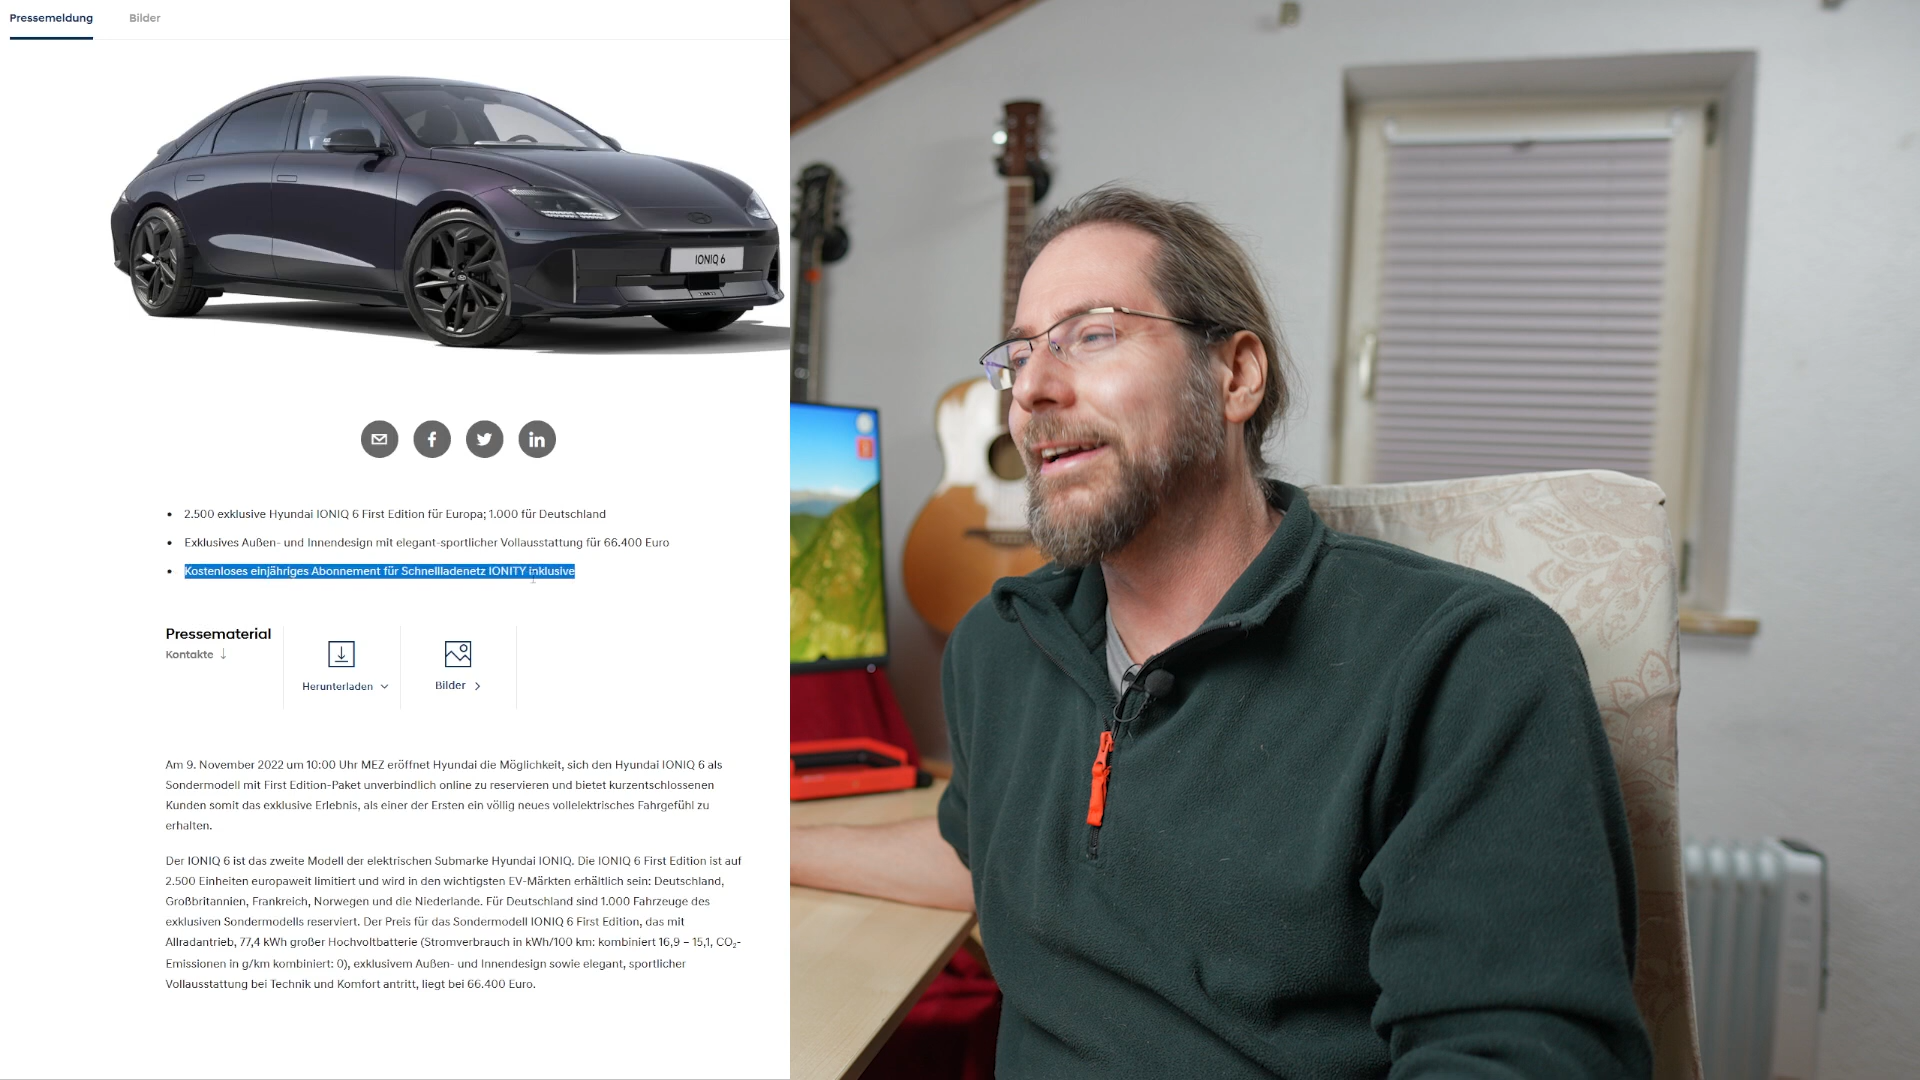 Pressemeldung
Bilder
IONIQ 6
2.500 exklusive Hyundai IONIQ 6 First Edition für Europa; 1.000 für Deutschland
Exklusives Außen- und Innendesign mit elegant-sportlicher Vollausstattung für 66.400 Euro
Kostenloses einjähriges Abonnement für Schnellladenetz IONITY inklusive
Pressematerial
Kontakte
Herunterladen
Bilder
Am 9. November 2022 um 10:00 Uhr MEZ eröffnet Hyundai die Möglichkeit, sich den Hyundai IONIQ 6 als
Sondermodell mit First Edition-Paket unverbindlich online zu reservieren und bietet kurzentschlossenen
Kunden somit das exklusive Erlebnis, als einer der Ersten ein völlig neues vollelektrisches Fahrgefühl zu
erhalten.
Der IONIQ 6 ist das zweite Modell der elektrischen Submarke Hyundai IONIQ. Die IONIQ 6 First Edition ist auf
2.500 Einheiten europaweit limitiert und wird in den wichtigsten EV-Märkten erhältlich sein: Deutschland,
Großbritannien, Frankreich, Norwegen und die Niederlande. Für Deutschland sind 1.000 Fahrzeuge des
exklusiven Sondermodells reserviert. Der Preis für das Sondermodell IONIQ 6 First Edition, das mit
Allradantrieb, 77,4 kWh großer Hochvoltbatterie (Stromverbrauch in kWh/100 km: kombiniert 16,9 – 15,1, CO₂-
Emissionen in g/km kombiniert: 0), exklusivem Außen- und Innendesign sowie elegant, sportlicher
Vollausstattung bei Technik und Komfort antritt, liegt bei 66.400 Euro.